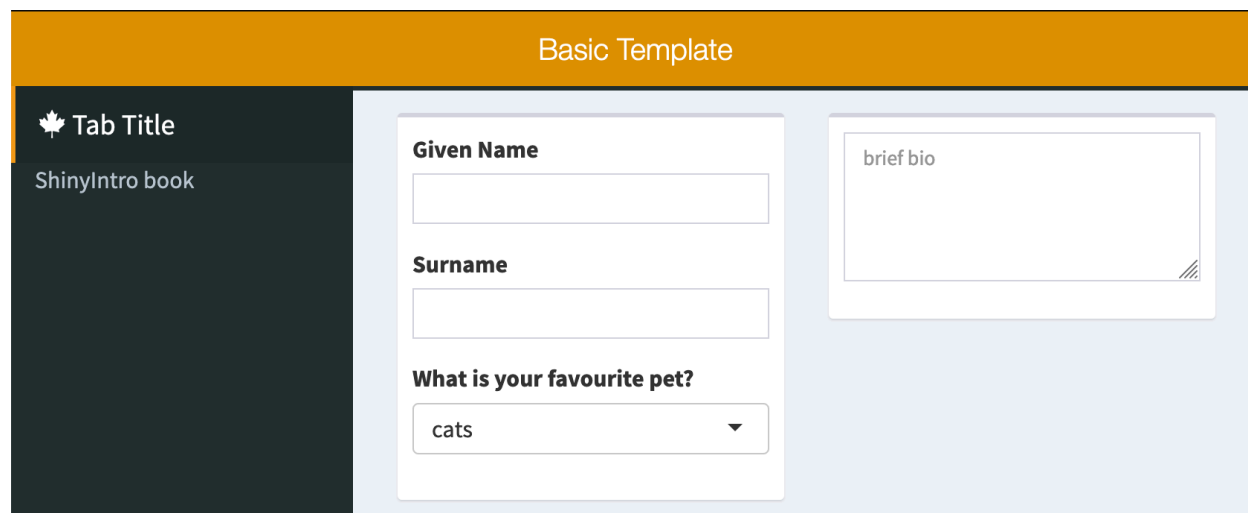 Basic Template
Tab Title
ShinyIntro book
Given Name
Surname
What is your favourite pet?
cats
brief bio